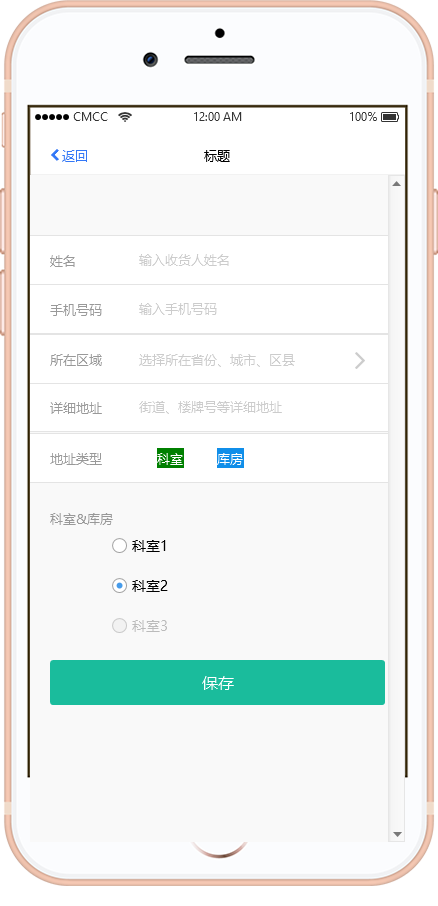 CMCC 12:00 AM 100%
返回 标题
姓名 输入收货人姓名
手机号码 输入手机号码
所在区域 选择所在省份、城市、区县
详细地址 街道、楼牌号等详细地址
地址类型 科室 库房
科室&库房
科室1
科室2
科室3
保存